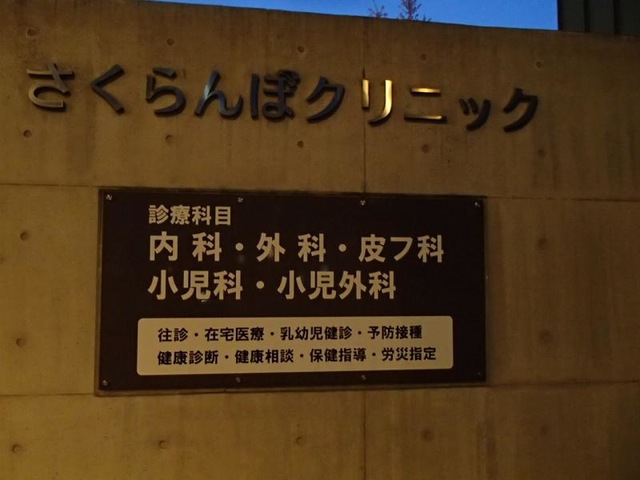 さくらんぼクリニック
診療科目
内科・外科・皮フ科
小児科・小児外科
往診・在宅医療・乳幼児健診・予防接種
健康診断・健康相談・保健指導・労災指定